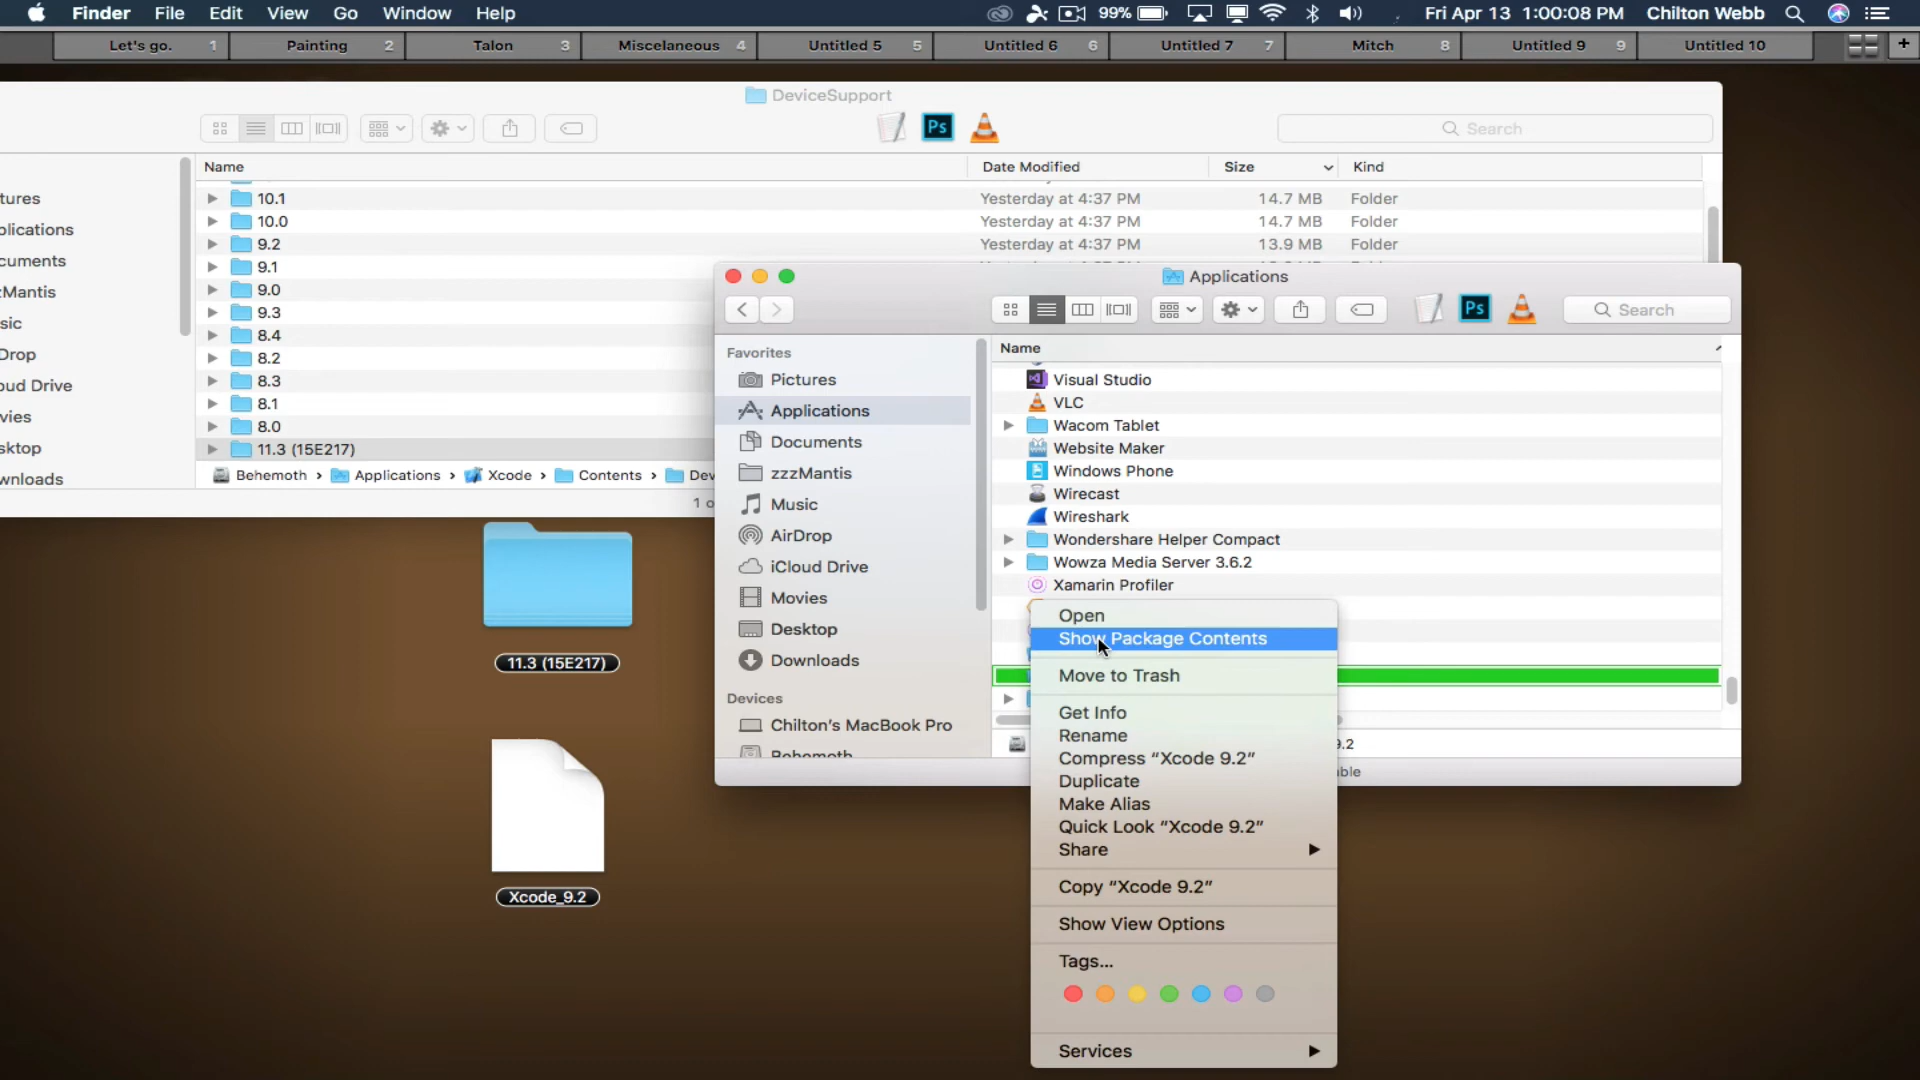 Finder File Edit View Go Window Help 99% Fri Apr 13 1:00:08 PM Chilton Webb
Let's go. 1 Painting 2 Talon 3 Miscelaneous 4 Untitled 5 5 Untitled 6 6 Untitled 7 7 Mitch 8 Untitled 9 9 Untitled 10 +
DeviceSupport
Ps
Search
Name Date Modified Size Kind
tures
plications
cuments
zMantis
sic
Drop
oud Drive
vies
sktop
wnloads
10.1 Yesterday at 4:37 PM 14.7 MB Folder
10.0 Yesterday at 4:37 PM 14.7 MB Folder
9.2 Yesterday at 4:37 PM 13.9 MB Folder
9.1
9.0
9.3
8.4
8.2
8.3
8.1
8.0
11.3 (15E217)
Behemoth › Applications › Xcode › Contents › Dev
1 o
Applications
Ps
Search
Favorites
Pictures
Applications
Documents
zzzMantis
Music
AirDrop
iCloud Drive
Movies
Desktop
Downloads
Devices
Chilton's MacBook Pro
Behemoth
Name
Visual Studio
VLC
Wacom Tablet
Website Maker
Windows Phone
Wirecast
Wireshark
Wondershare Helper Compact
Wowza Media Server 3.6.2
Xamarin Profiler
9.2
able
Open
Show Package Contents
Move to Trash
Get Info
Rename
Compress “Xcode 9.2”
Duplicate
Make Alias
Quick Look “Xcode 9.2”
Share
Copy “Xcode 9.2”
Show View Options
Tags...
Services
11.3 (15E217)
Xcode_9.2